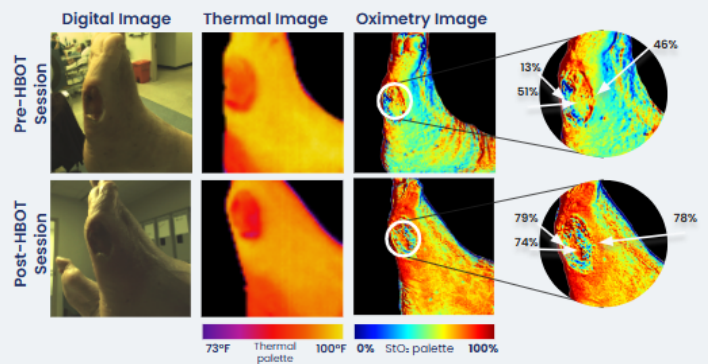 Digital Image
Thermal Image
Oximetry Image
Pre-HBOT
Session
46%
13%
51%
Post-HBOT
Session
79%
78%
74%
73°F
Thermal
palette
100°F
0%
StO₂ palette
100%